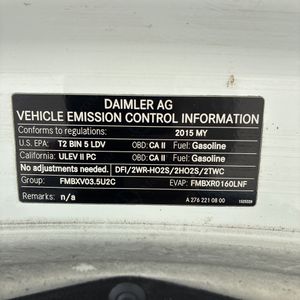 DAIMLER AG
VEHICLE EMISSION CONTROL INFORMATION
Conforms to regulations: 2015 MY
U.S. EPA: T2 BIN 5 LDV OBD: CA II Fuel: Gasoline
California: ULEV II PC OBD: CA II Fuel: Gasoline
No adjustments needed. DFI/2WR-HO2S/2HO2S/2TWC
Group: FMBXV03.5U2C EVAP: FMBXR0160LNF
Remarks: n/a A 276 221 08 00